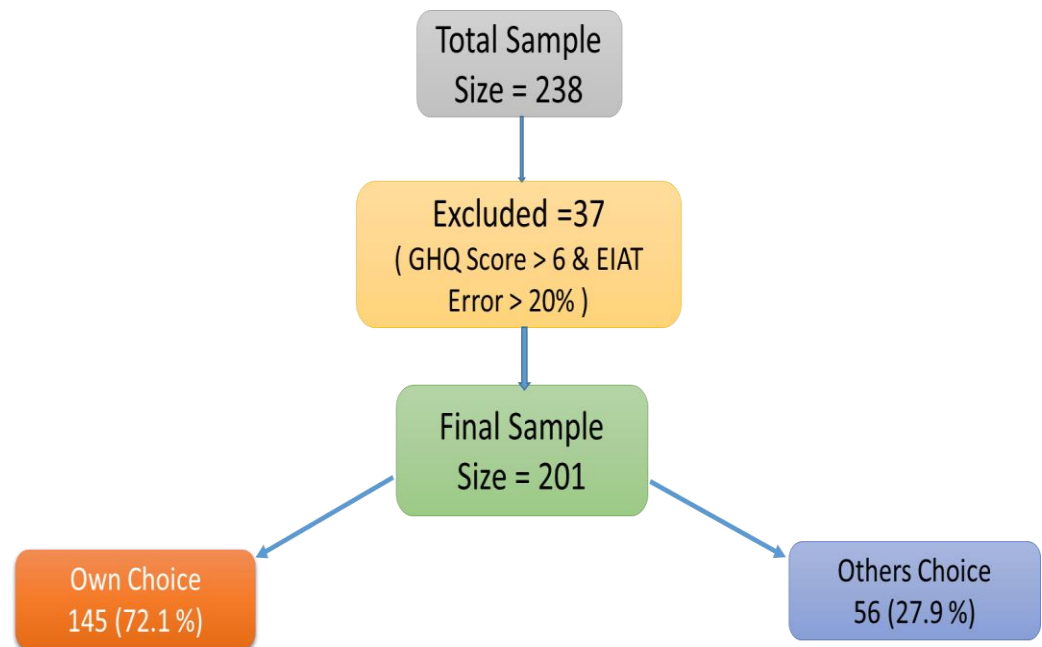 Total Sample
Size = 238
Excluded =37
( GHQ Score > 6 & EIAT
Error > 20% )
Final Sample
Size = 201
Own Choice
145 (72.1 %)
Others Choice
56 (27.9 %)